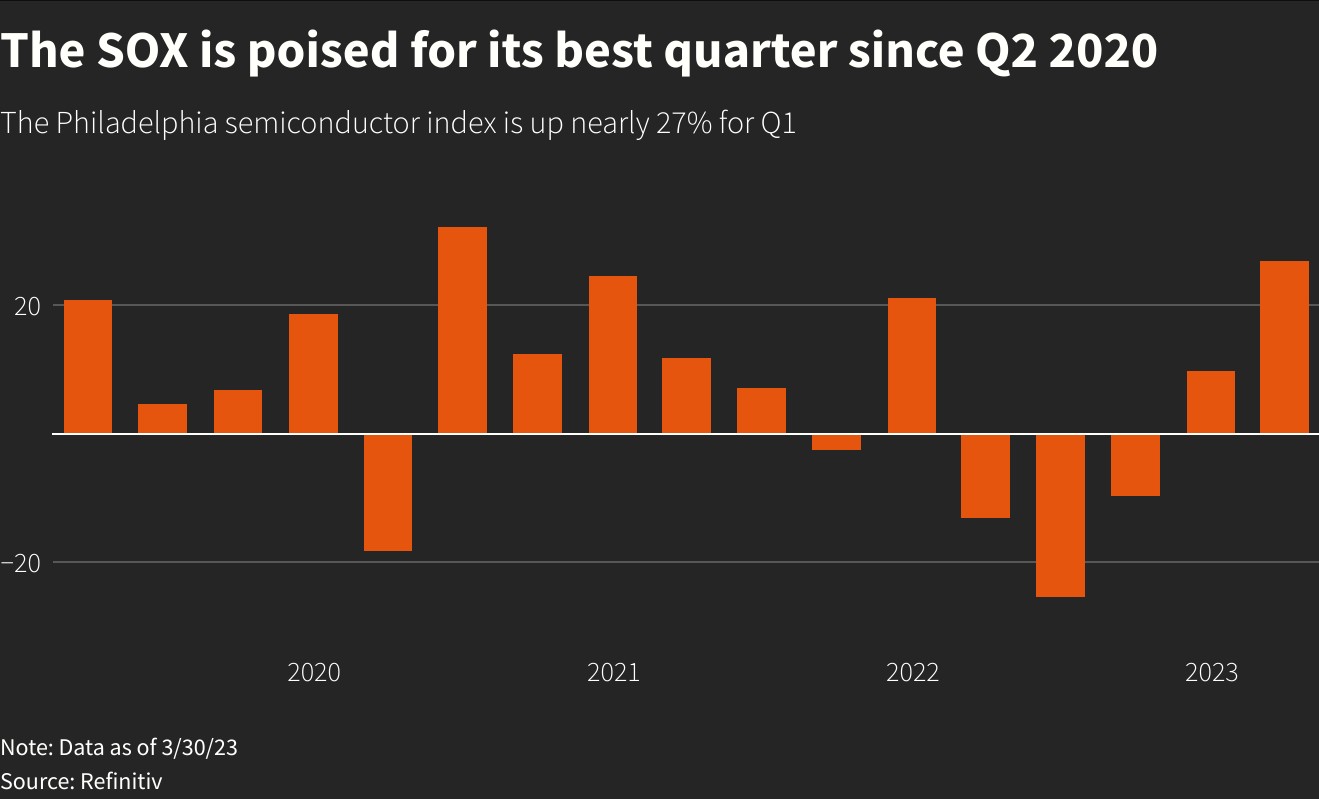 The SOX is poised for its best quarter since Q2 2020
The Philadelphia semiconductor index is up nearly 27% for Q1
20
−20
2020
2021
2022
2023
Note: Data as of 3/30/23
Source: Refinitiv